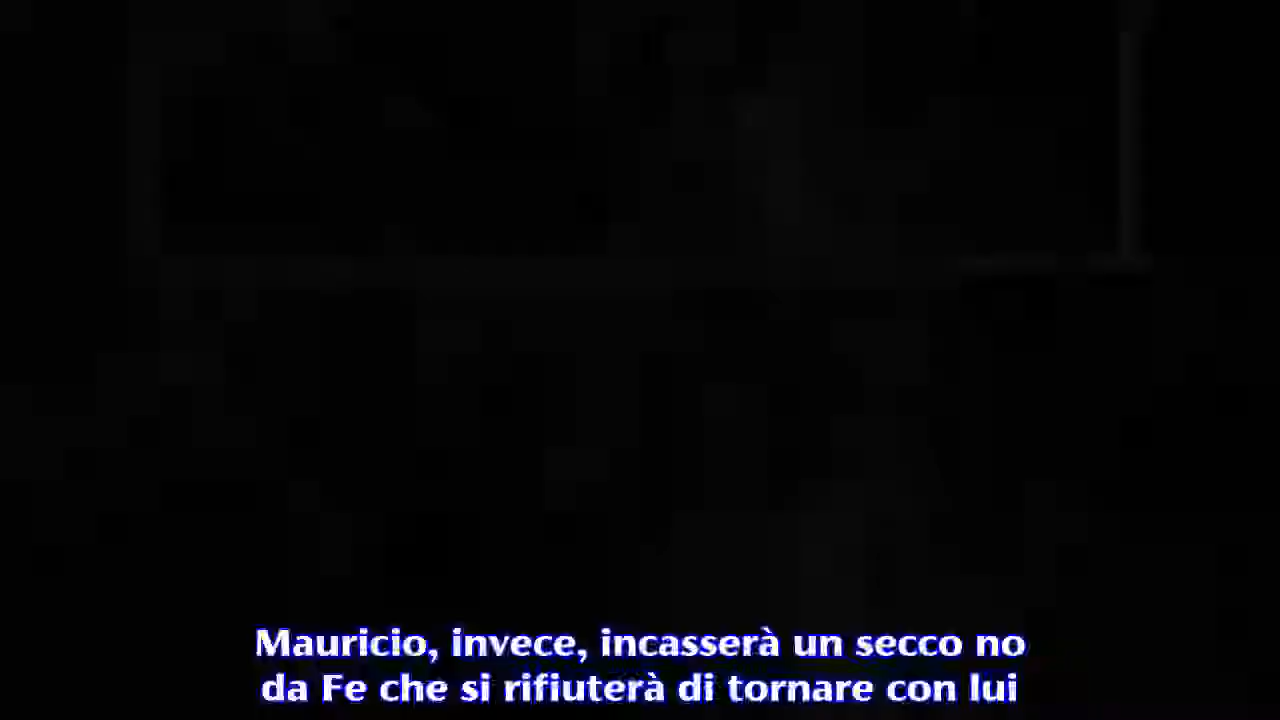 Mauricio, invece, incasserà un secco no
da Fe che si rifiuterà di tornare con lui